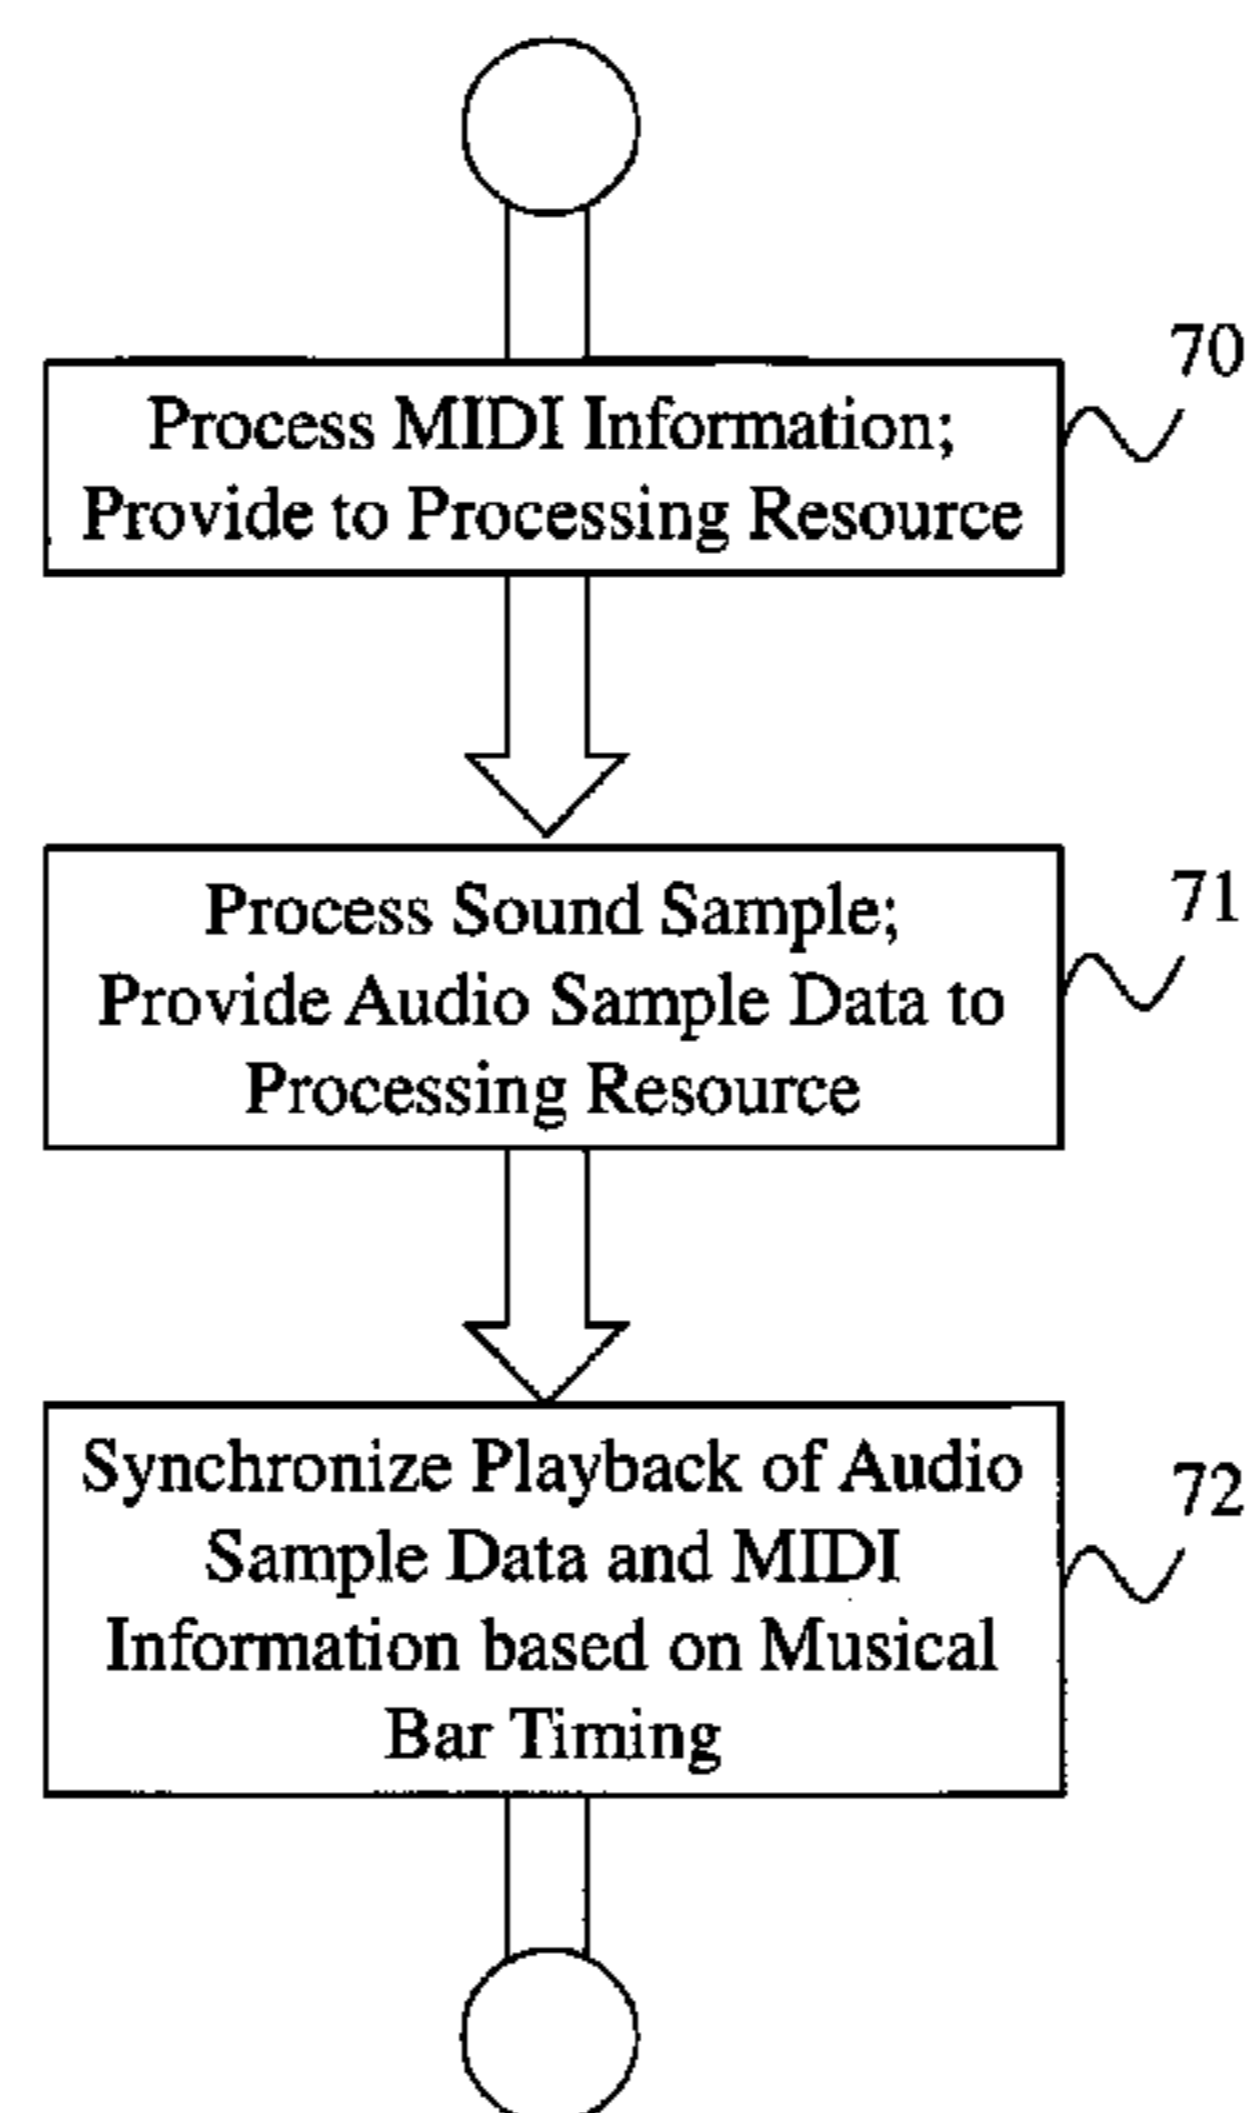 70
Process MIDI Information;
Provide to Processing Resource
71
Process Sound Sample;
Provide Audio Sample Data to
Processing Resource
72
Synchronize Playback of Audio
Sample Data and MIDI
Information based on Musical
Bar Timing